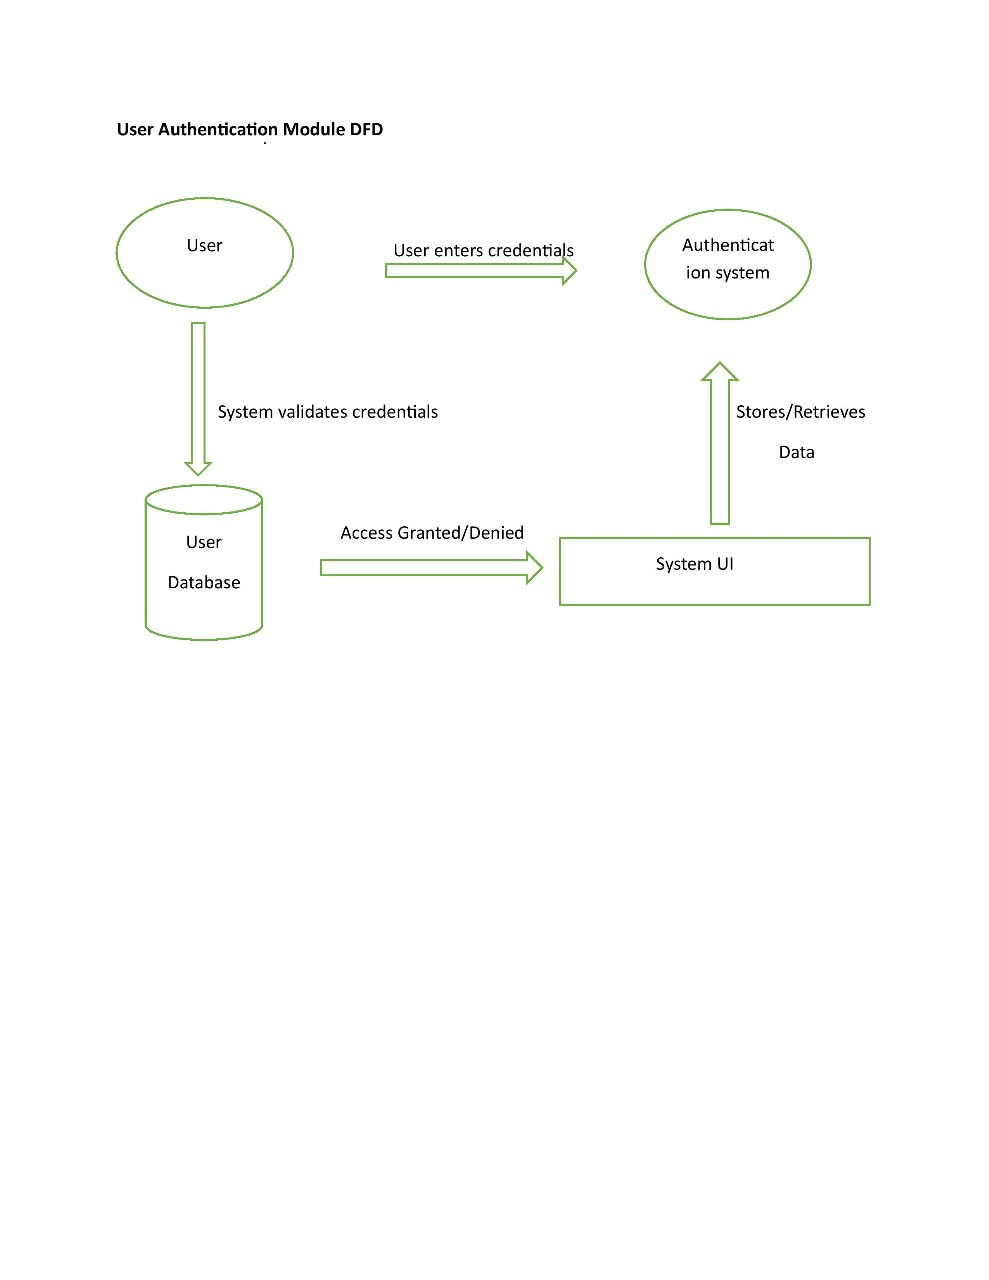 User Authentication Module DFD
User
User enters credentials
Authenticat
ion system
System validates credentials
Stores/Retrieves
Data
User
Database
Access Granted/Denied
System UI